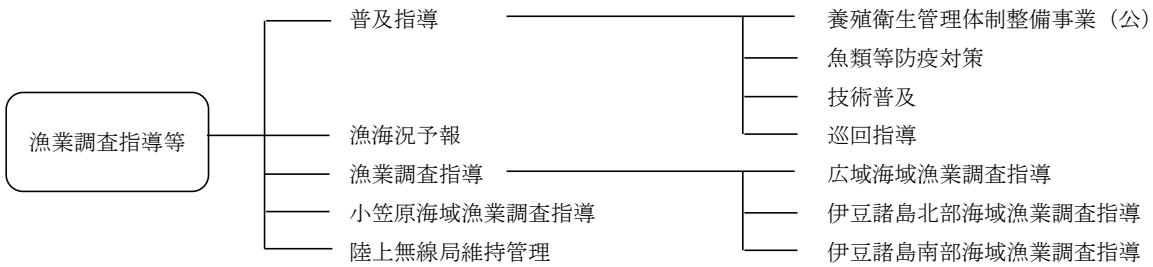 漁業調査指導等
普及指導
養殖衛生管理体制整備事業（公）
魚類等防疫対策
技術普及
巡回指導
漁海況予報
漁業調査指導
広域海域漁業調査指導
伊豆諸島北部海域漁業調査指導
伊豆諸島南部海域漁業調査指導
小笠原海域漁業調査指導
陸上無線局維持管理